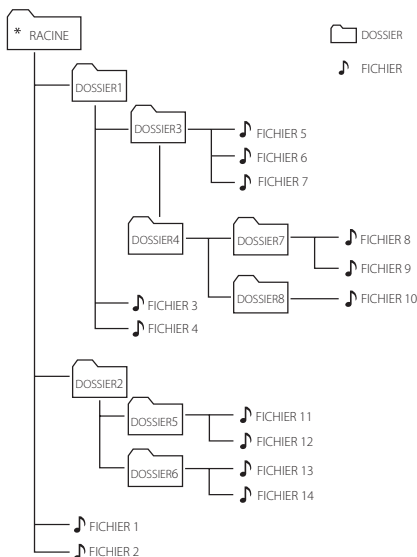 * RACINE
DOSSIER
FICHIER
DOSSIER1
DOSSIER3
FICHIER 5
FICHIER 6
FICHIER 7
DOSSIER4
DOSSIER7
FICHIER 8
FICHIER 9
DOSSIER8
FICHIER 10
FICHIER 3
FICHIER 4
DOSSIER2
DOSSIER5
FICHIER 11
FICHIER 12
DOSSIER6
FICHIER 13
FICHIER 14
FICHIER 1
FICHIER 2